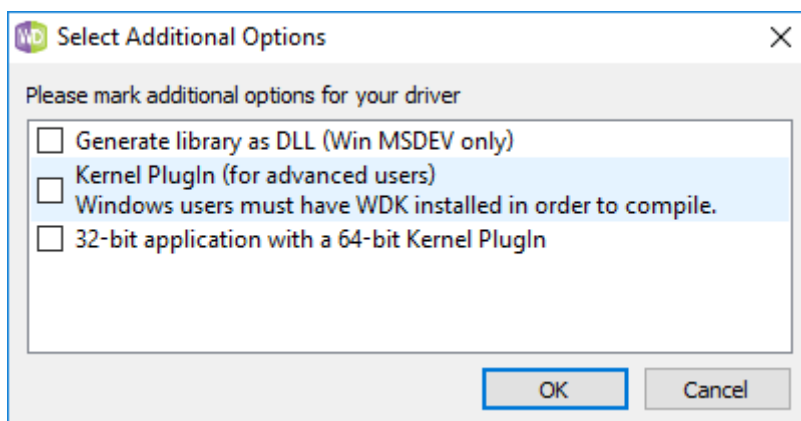 WD Select Additional Options
Please mark additional options for your driver
Generate library as DLL (Win MSDEV only)
Kernel PlugIn (for advanced users)
Windows users must have WDK installed in order to compile.
32-bit application with a 64-bit Kernel PlugIn
OK Cancel